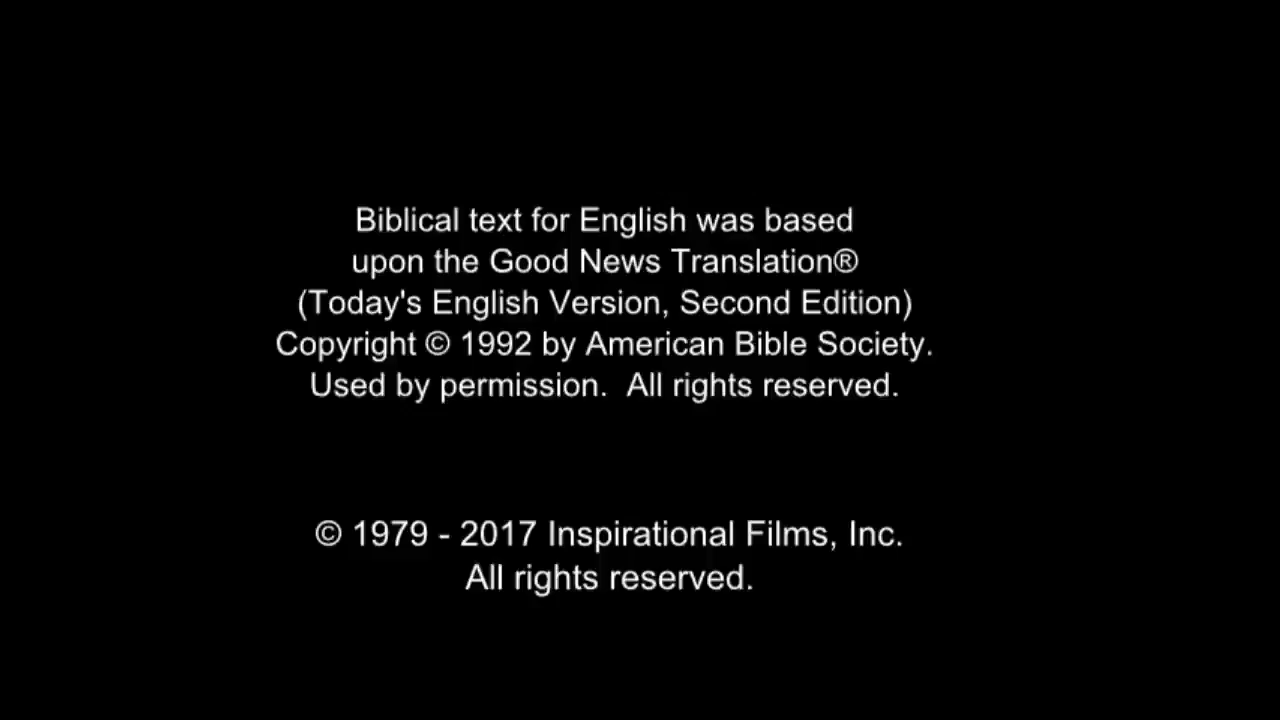 Biblical text for English was based
upon the Good News Translation®
(Today's English Version, Second Edition)
Copyright © 1992 by American Bible Society.
Used by permission.  All rights reserved.
© 1979 - 2017 Inspirational Films, Inc.
All rights reserved.